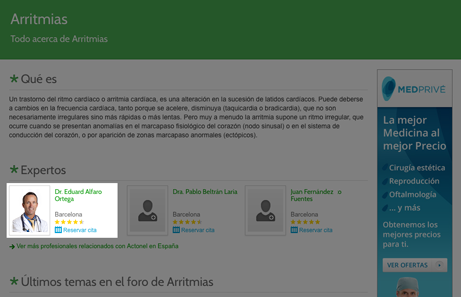 Arritmias
Todo acerca de Arritmias
Qué es
Un trastorno del ritmo cardíaco o arritmia cardíaca, es una alteración en la sucesión de latidos cardíacos. Puede deberse
a cambios en la frecuencia cardíaca, tanto porque se acelere, disminuya (taquicardia o bradicardia), que no son
necesariamente irregulares sino más rápidas o más lentas. Pero muy a menudo la arritmia supone un ritmo irregular, que
ocurre cuando se presentan anomalías en el marcapaso fisiológico del corazón (nodo sinusal) o en el sistema de
conducción del corazón, o por aparición de zonas marcapaso anormales (ectópicos).
Expertos
Dr. Eduard Alfaro
Ortega
Barcelona
Reservar cita
Dra. Pablo Beltrán Laria
Barcelona
Reservar cita
Juan Fernández o.
Fuentes
Barcelona
Reservar cita
Ver más profesionales relacionados con Actonel en España
Últimos temas en el foro de Arritmias
MEDPRIVÉ
La mejor
Medicina al
mejor Precio
Cirugía estética
Reproducción
Oftalmología
... y más
Obtenemos los
mejores precios
para ti.
VER OFERTAS